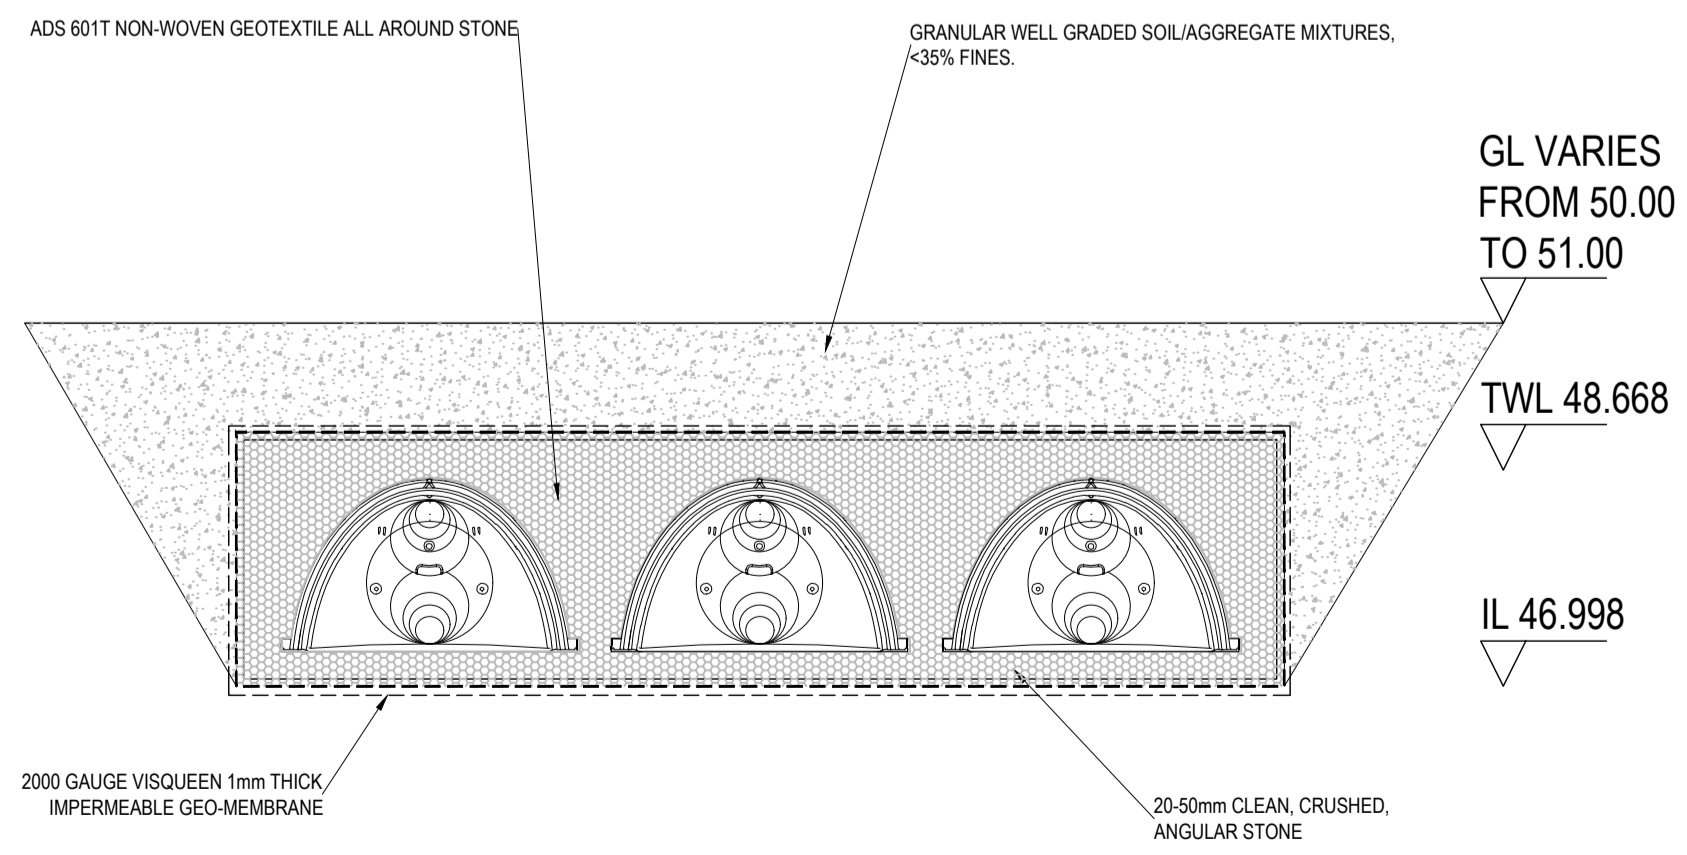 ADS 601T NON-WOVEN GEOTEXTILE ALL AROUND STONE
GRANULAR WELL GRADED SOIL/AGGREGATE MIXTURES,
<35% FINES.
GL VARIES
FROM 50.00
TO 51.00
TWL 48.668
IL 46.998
2000 GAUGE VISQUEEN 1mm THICK
IMPERMEABLE GEO-MEMBRANE
20-50mm CLEAN, CRUSHED,
ANGULAR STONE